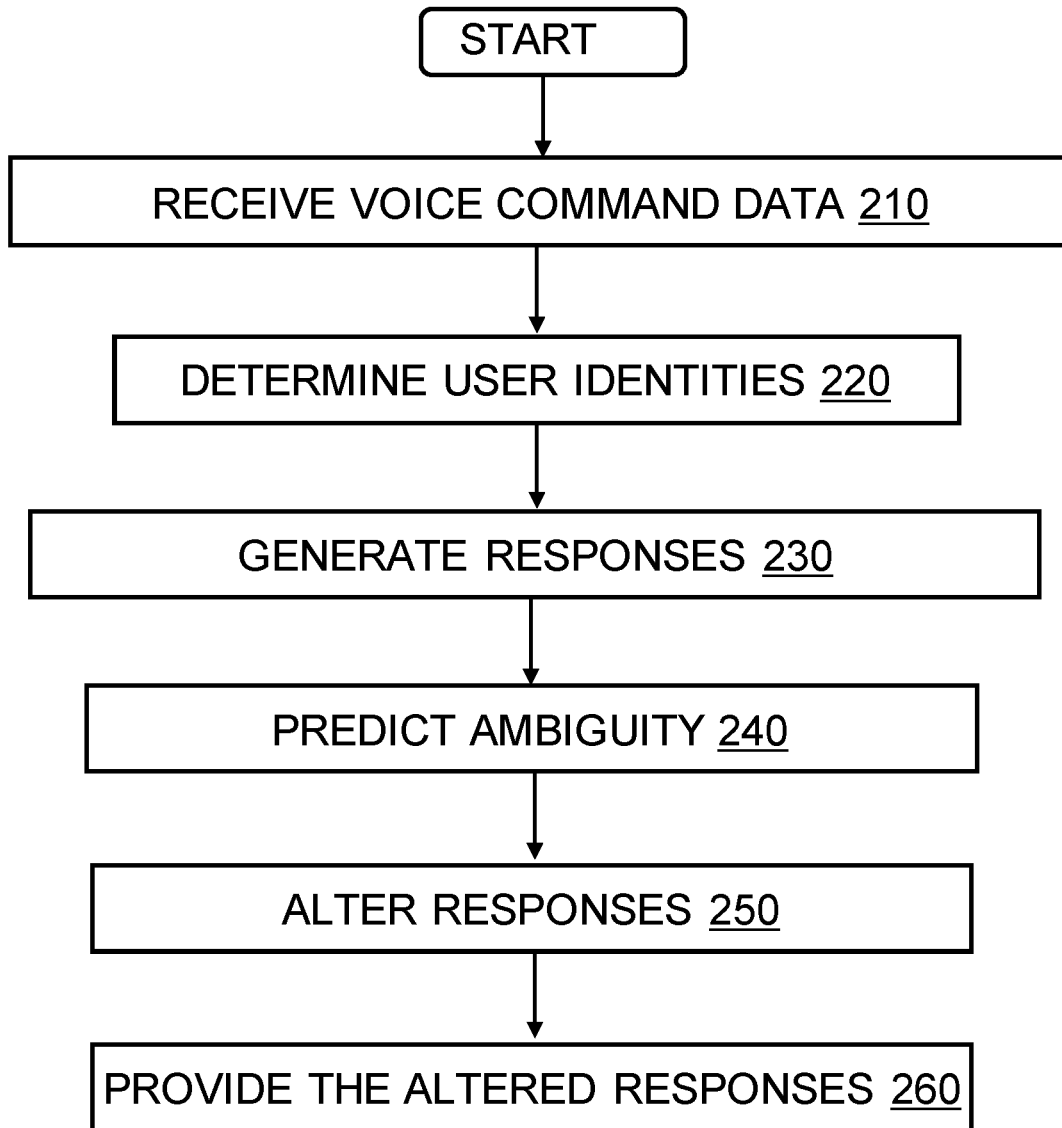 START
RECEIVE VOICE COMMAND DATA 210
DETERMINE USER IDENTITIES 220
GENERATE RESPONSES 230
PREDICT AMBIGUITY 240
ALTER RESPONSES 250
PROVIDE THE ALTERED RESPONSES 260